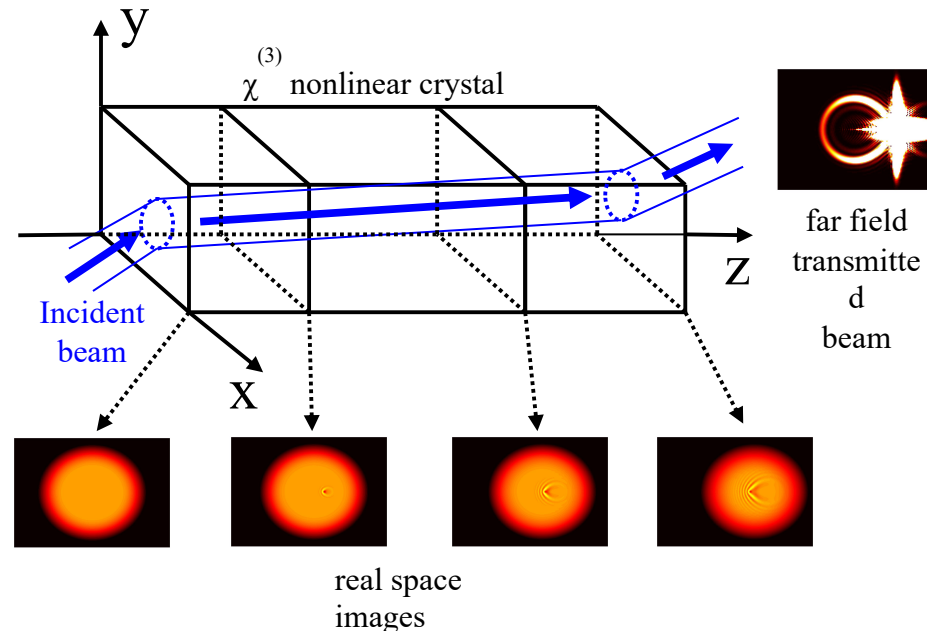 y
(3)
χ nonlinear crystal
far field
transmitte
d
beam
z
Incident
beam
x
real space
images